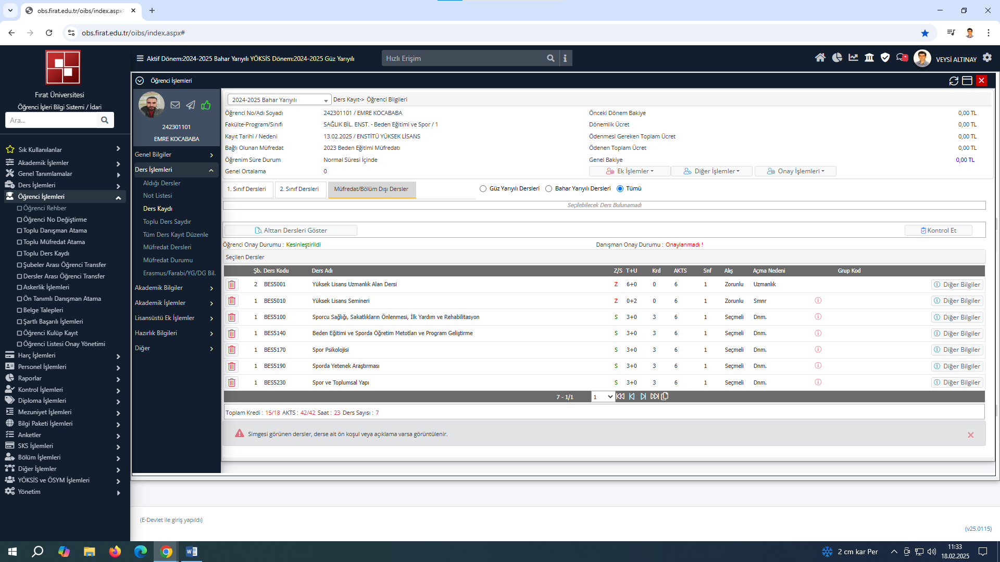 obs.firat.edu.tr/oibs/index.aspx#
obs.firat.edu.tr/oibs/index.aspx#
Fırat Üniversitesi
Öğrenci İşleri Bilgi Sistemi / İdari
Ara...
Sık Kullanılanlar
Akademik İşlemler
Genel Tanımlamalar
Ders İşlemleri
Öğrenci İşlemleri
Öğrenci Rehber
Öğrenci No Değiştirme
Toplu Danışman Atama
Toplu Müfredat Atama
Toplu Ders Kaydı
Şubeler Arası Öğrenci Transfer
Dersler Arası Öğrenci Transfer
Askerlik İşlemleri
Ön Tanımlı Danışman Atama
Belge Talepleri
Şartlı Başarılı İşlemleri
Öğrenci Kulüp Kayıt
Öğrenci Listesi Onay Yönetimi
Harç İşlemleri
Personel İşlemleri
Raporlar
Kontrol İşlemleri
Diploma İşlemleri
Mezuniyet İşlemleri
Bilgi Paketi İşlemleri
Anketler
SKS İşlemleri
Bölüm İşlemleri
Diğer İşlemler
YÖKSİS ve ÖSYM İşlemleri
Yönetim
Aktif Dönem:2024-2025 Bahar Yarıyılı YÖKSİS Dönem:2024-2025 Güz Yarıyılı
Hızlı Erişim
VEYSİ ALTINAY
Öğrenci İşlemleri
242301101
EMRE KOCABABA
Genel Bilgiler
Ders İşlemleri
Aldığı Dersler
Not Listesi
Ders Kaydı
Toplu Ders Saydır
Tüm Ders Kayıt Düzenle
Müfredat Dersleri
Müfredat Durumu
Erasmus/Farabi/YG/DG Bil.
Akademik Bilgiler
Akademik İşlemler
Lisansüstü Ek İşlemler
Hazırlık Bilgileri
Diğer
2024-2025 Bahar Yarıyılı Ders Kayıt-> Öğrenci Bilgileri
Öğrenci No/Adı Soyadı 242301101 / EMRE KOCABABA Önceki Dönem Bakiye 0,00 TL
Fakülte-Program/Sınıfı SAĞLIK BİL. ENST. - Beden Eğitimi ve Spor / 1 Dönemlik Ücret 0,00 TL
Kayıt Tarihi / Nedeni 13.02.2025 / ENSTİTÜ YÜKSEK LİSANS Ödenmesi Gereken Toplam Ücret 0,00 TL
Bağlı Olunan Müfredat 2023 Beden Eğitimi Müfredatı Ödenen Toplam Ücret 0,00 TL
Öğrenim Süre Durum Normal Süresi İçinde Genel Bakiye 0,00 TL
Genel Ortalama 0 Ek İşlemler Diğer İşlemler Onay İşlemleri
1. Sınıf Dersleri 2. Sınıf Dersleri Müfredat/Bölüm Dışı Dersler Güz Yarıyılı Dersleri Bahar Yarıyılı Dersleri Tümü
Seçilebilecek Ders Bulunamadı
Alttan Dersleri Göster Kontrol Et
Öğrenci Onay Durumu : Kesinleştirildi Danışman Onay Durumu : Onaylanmadı !
Seçilen Dersler
Şb. Ders Kodu Ders Adı Z/S T+U Krd AKTS Snf Alış Açma Nedeni Grup Kod
2 BES5001 Yüksek Lisans Uzmanlık Alan Dersi Z 6+0 0 6 1 Zorunlu Uzmanlık Diğer Bilgiler
1 BES5010 Yüksek Lisans Semineri Z 0+2 0 6 1 Zorunlu Smnr Diğer Bilgiler
1 BES5100 Sporcu Sağlığı, Sakatlıkların Önlenmesi, İlk Yardım ve Rehabilitasyon S 3+0 3 6 1 Seçmeli Dnm. Diğer Bilgiler
1 BES5140 Beden Eğitimi ve Sporda Öğretim Metotları ve Program Geliştirme S 3+0 3 6 1 Seçmeli Dnm. Diğer Bilgiler
1 BES5170 Spor Psikolojisi S 3+0 3 6 1 Seçmeli Dnm. Diğer Bilgiler
1 BES5190 Sporda Yetenek Araştırması S 3+0 3 6 1 Seçmeli Dnm. Diğer Bilgiler
1 BES5230 Spor ve Toplumsal Yapı S 3+0 3 6 1 Seçmeli Dnm. Diğer Bilgiler
7 - 1/1 1
Toplam Kredi : 15/18 AKTS : 42/42 Saat : 23 Ders Sayısı : 7
Simgesi görünen dersler, derse ait ön koşul veya açıklama varsa görüntülenir.
(E-Devlet ile giriş yapıldı)
(v25.0115)
2 cm kar Per
11:33
18.02.2025